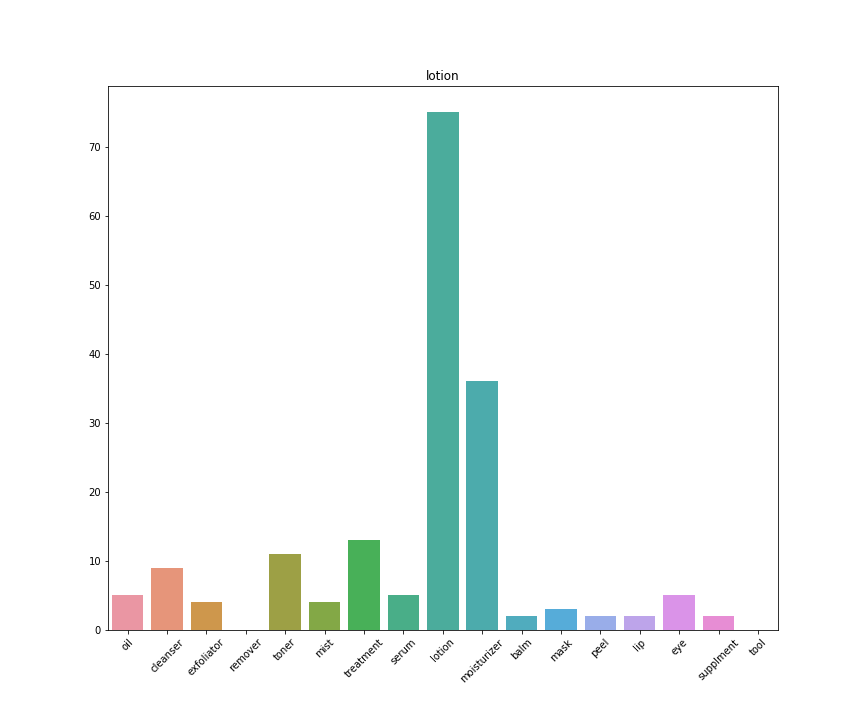 lotion
70
60
50
40
30
20
10
0
oil
cleanser
exfoliator
remover
toner
mist
treatment
serum
lotion
moisturizer
balm
mask
peel
lip
eye
supplment
tool